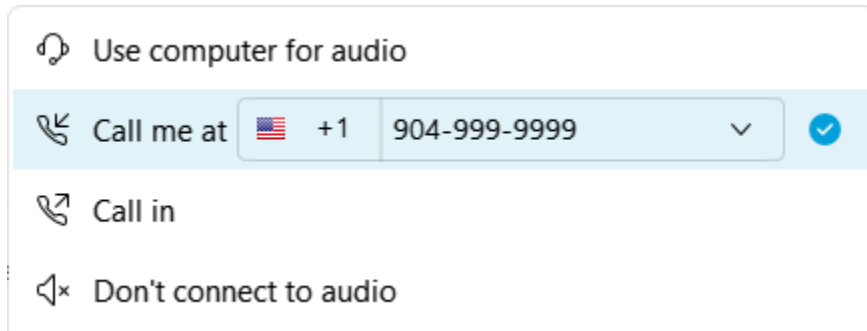 Use computer for audio
Call me at +1 904-999-9999
Call in
Don't connect to audio